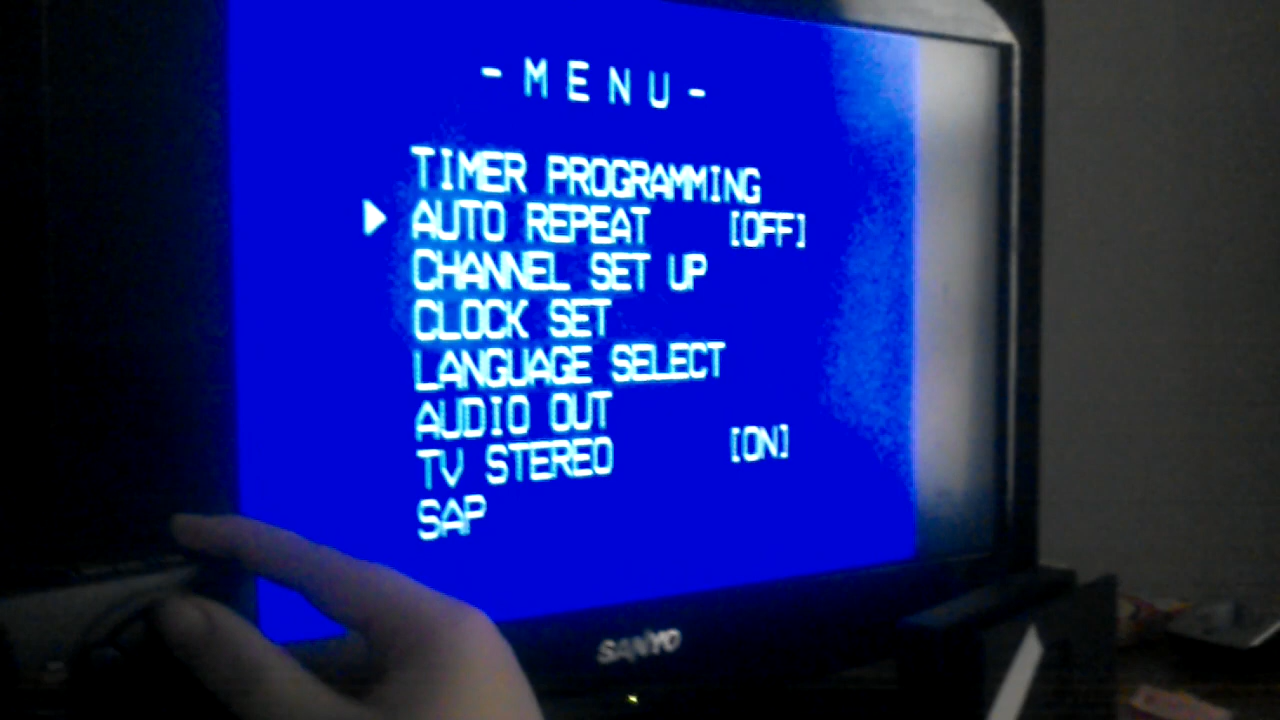 - M E N U -
TIMER PROGRAMMING
AUTO REPEAT [OFF]
CHANNEL SET UP
CLOCK SET
LANGUAGE SELECT
AUDIO OUT
TV STEREO [ON]
SAP
SANYO